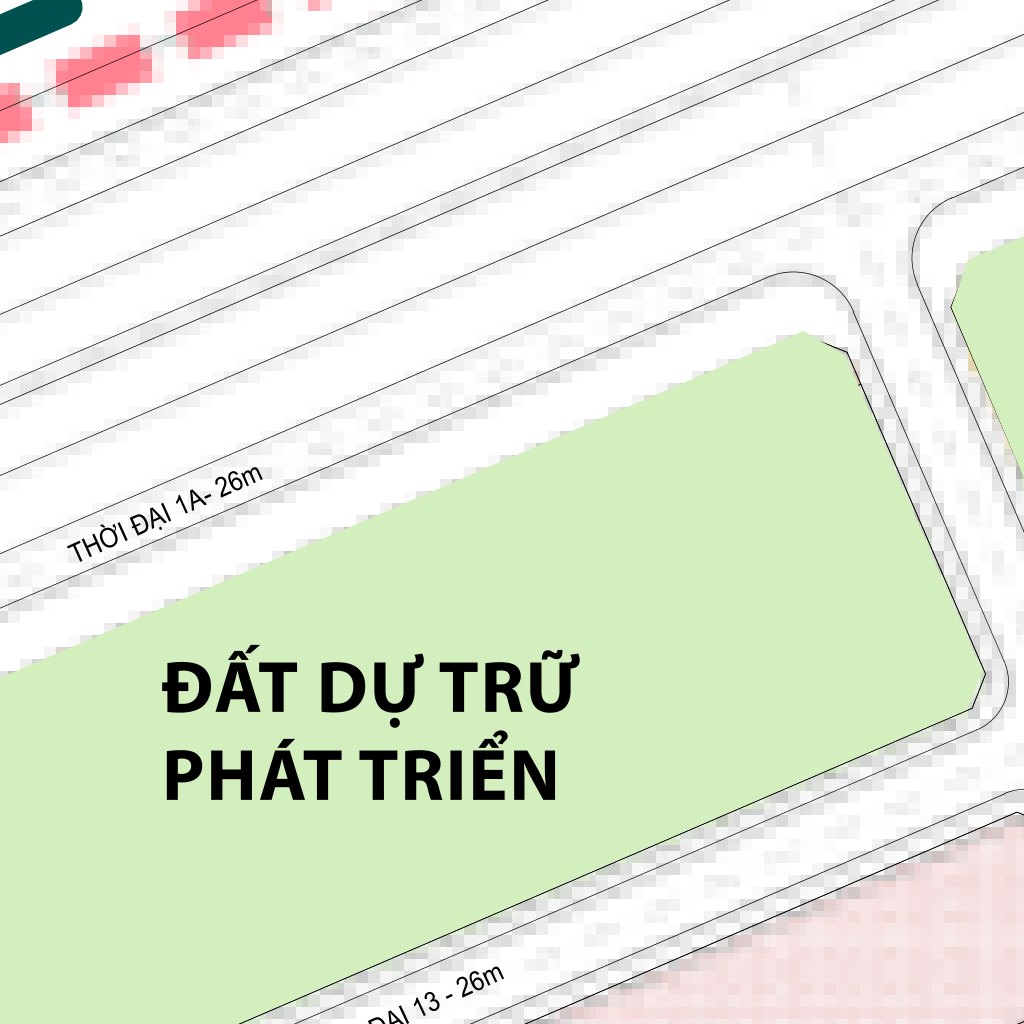 THỜI ĐẠI 1A- 26m
ĐẤT DỰ TRỮ
PHÁT TRIỂN
ĐẠI 13 - 26m